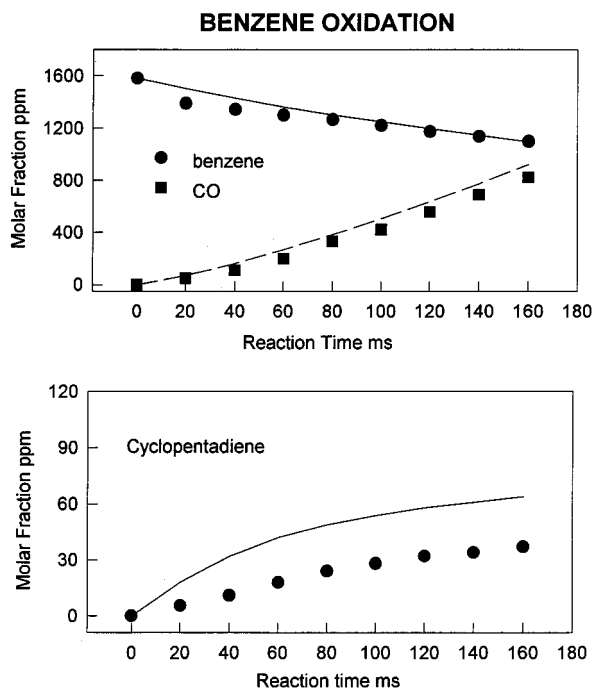 BENZENE OXIDATION
Molar Fraction ppm
1600
1200
800
400
0
benzene
CO
0 20 40 60 80 100 120 140 160 180
Reaction Time ms
Molar Fraction ppm
120
90
60
30
0
Cyclopentadiene
0 20 40 60 80 100 120 140 160 180
Reaction time ms